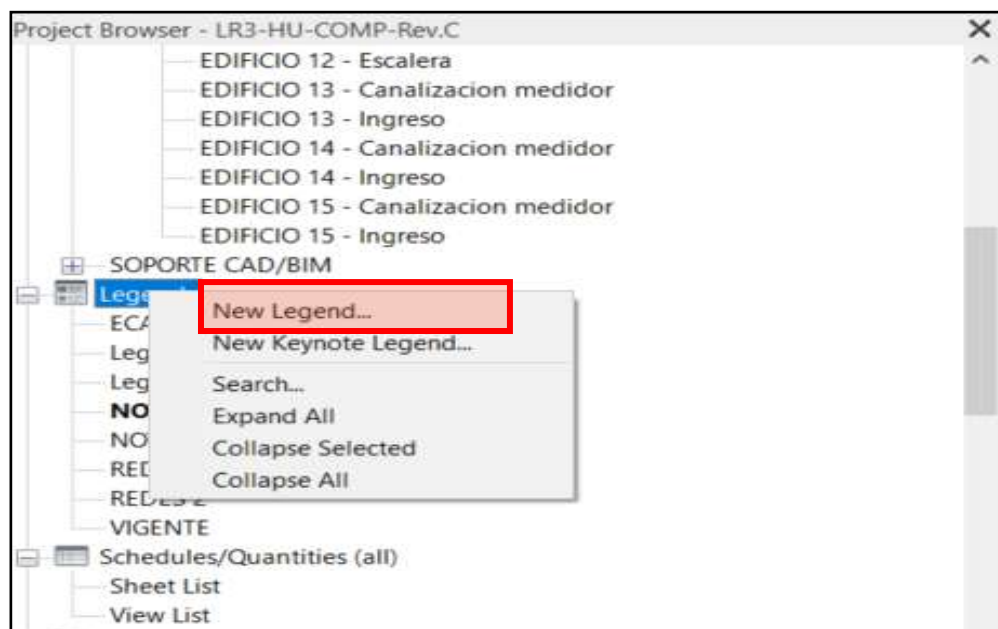 Project Browser - LR3-HU-COMP-Rev.C
EDIFICIO 12 - Escalera
EDIFICIO 13 - Canalizacion medidor
EDIFICIO 13 - Ingreso
EDIFICIO 14 - Canalizacion medidor
EDIFICIO 14 - Ingreso
EDIFICIO 15 - Canalizacion medidor
EDIFICIO 15 - Ingreso
SOPORTE CAD/BIM
New Legend...
New Keynote Legend...
Search...
Expand All
Collapse Selected
Collapse All
VIGENTE
Schedules/Quantities (all)
Sheet List
View List